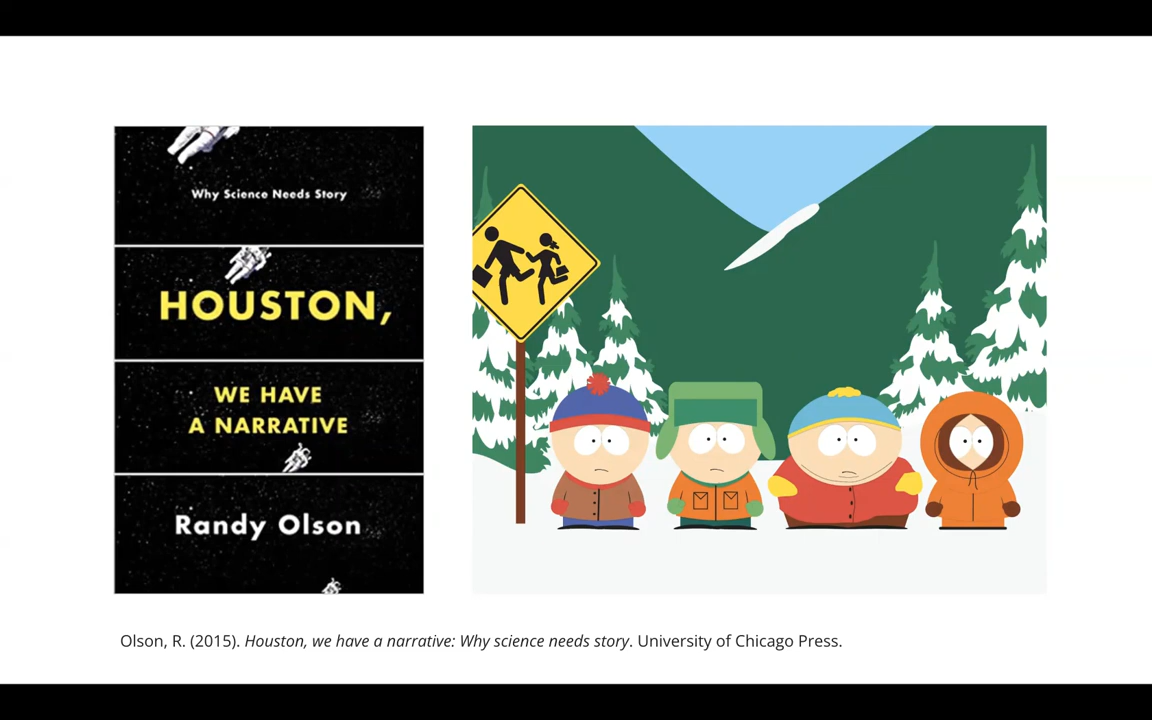 Why Science Needs Story
HOUSTON,
WE HAVE
A NARRATIVE
Randy Olson
Olson, R. (2015). Houston, we have a narrative: Why science needs story. University of Chicago Press.